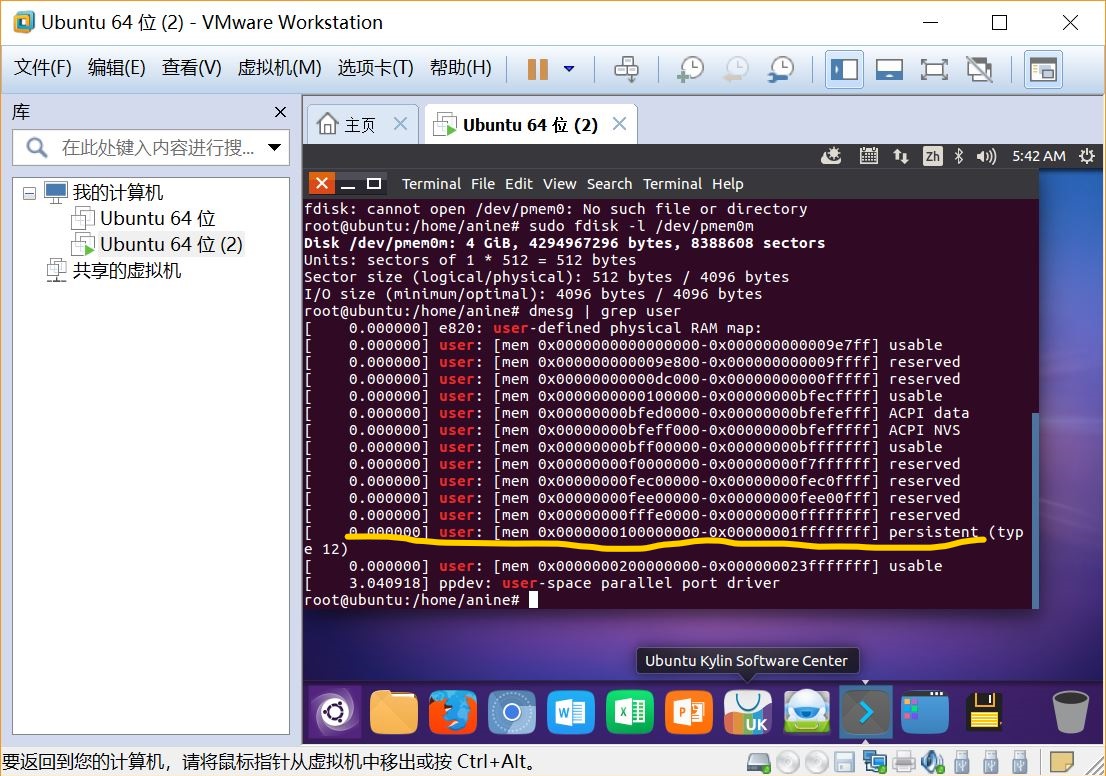 Ubuntu 64 位 (2) - VMware Workstation
文件(F) 编辑(E) 查看(V) 虚拟机(M) 选项卡(T) 帮助(H)
库
在此处键入内容进行搜...
我的计算机
Ubuntu 64 位
Ubuntu 64 位 (2)
共享的虚拟机
主页
Ubuntu 64 位 (2)
Zh 5:42 AM
Terminal File Edit View Search Terminal Help
fdisk: cannot open /dev/pmem0: No such file or directory
root@ubuntu:/home/anine# sudo fdisk -l /dev/pmem0m
Disk /dev/pmem0m: 4 GiB, 4294967296 bytes, 8388608 sectors
Units: sectors of 1 * 512 = 512 bytes
Sector size (logical/physical): 512 bytes / 4096 bytes
I/O size (minimum/optimal): 4096 bytes / 4096 bytes
root@ubuntu:/home/anine# dmesg | grep user
[    0.000000] e820: user-defined physical RAM map:
[    0.000000] user: [mem 0x0000000000000000-0x000000000009e7ff] usable
[    0.000000] user: [mem 0x000000000009e800-0x000000000009ffff] reserved
[    0.000000] user: [mem 0x00000000000dc000-0x00000000000fffff] reserved
[    0.000000] user: [mem 0x0000000000100000-0x00000000bfecffff] usable
[    0.000000] user: [mem 0x00000000bfed0000-0x00000000bfefefff] ACPI data
[    0.000000] user: [mem 0x00000000bfeff000-0x00000000bfefffff] ACPI NVS
[    0.000000] user: [mem 0x00000000bff00000-0x00000000bfffffff] usable
[    0.000000] user: [mem 0x00000000f0000000-0x00000000f7ffffff] reserved
[    0.000000] user: [mem 0x00000000fec00000-0x00000000fec0ffff] reserved
[    0.000000] user: [mem 0x00000000fee00000-0x00000000fee00fff] reserved
[    0.000000] user: [mem 0x00000000fffe0000-0x00000000ffffffff] reserved
[    0.000000] user: [mem 0x0000000100000000-0x00000001ffffffff] persistent (typ
e 12)
[    0.000000] user: [mem 0x0000000200000000-0x000000023fffffff] usable
[    3.040918] ppdev: user-space parallel port driver
root@ubuntu:/home/anine#
Ubuntu Kylin Software Center
W X P UK
要返回到您的计算机，请将鼠标指针从虚拟机中移出或按 Ctrl+Alt。